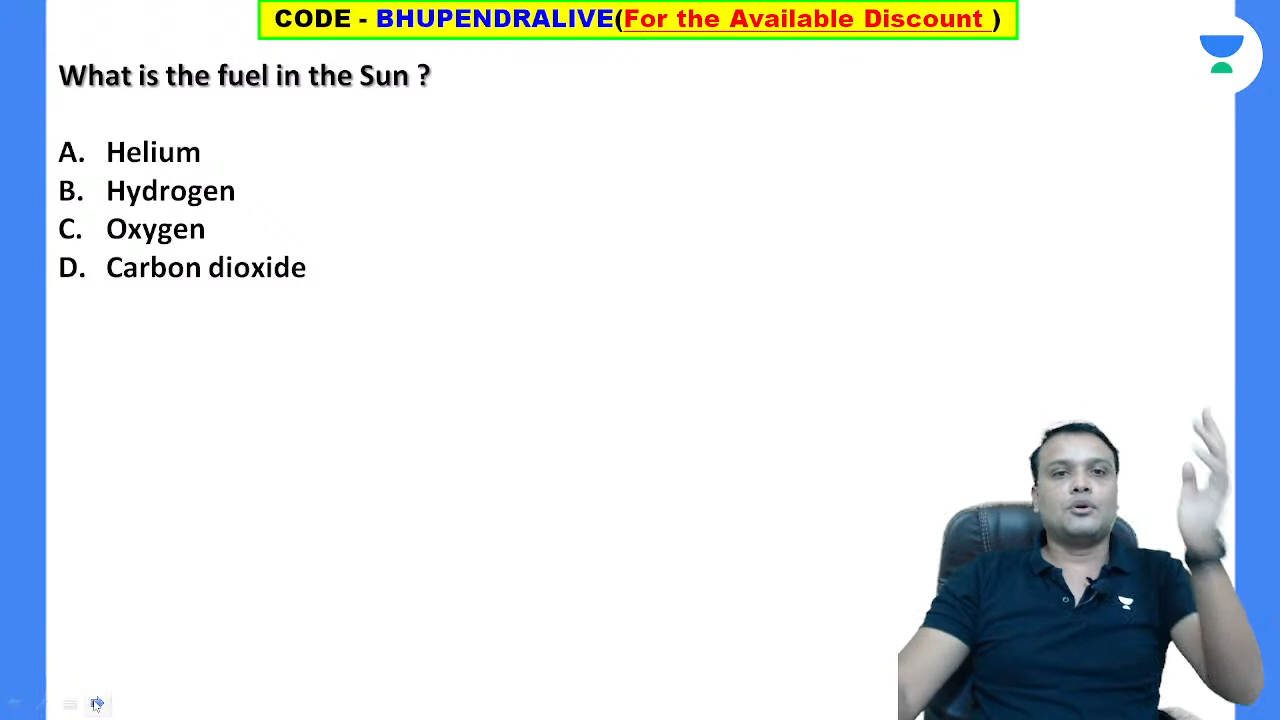 CODE - BHUPENDRALIVE(For the Available Discount )
What is the fuel in the Sun ?
A. Helium
B. Hydrogen
C. Oxygen
D. Carbon dioxide